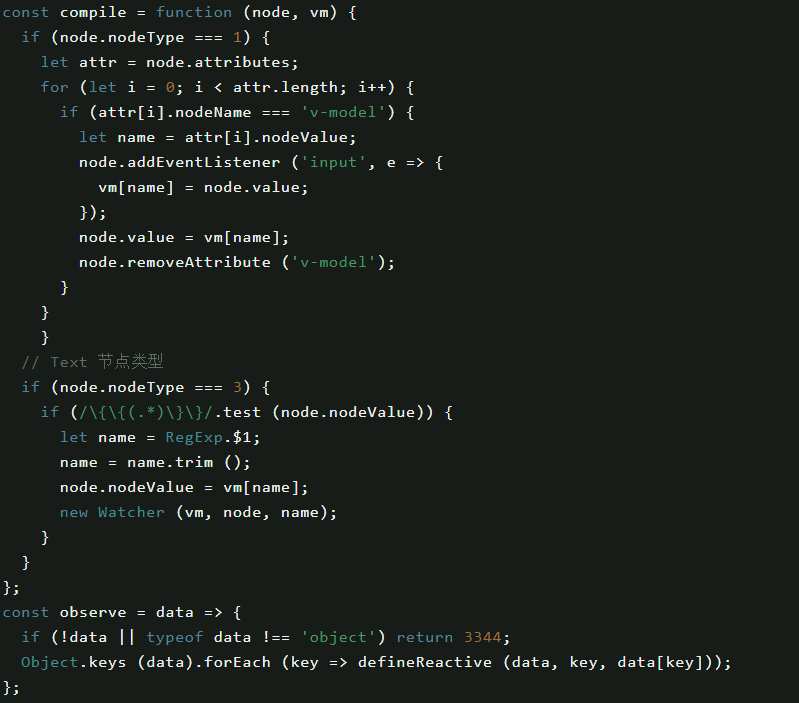 const compile = function (node, vm) {
  if (node.nodeType === 1) {
    let attr = node.attributes;
    for (let i = 0; i < attr.length; i++) {
      if (attr[i].nodeName === 'v-model') {
        let name = attr[i].nodeValue;
        node.addEventListener ('input', e => {
          vm[name] = node.value;
        });
        node.value = vm[name];
        node.removeAttribute ('v-model');
      }
    }
    }
  // Text 节点类型
  if (node.nodeType === 3) {
    if (/\{\{(.*)\}\}/.test (node.nodeValue)) {
      let name = RegExp.$1;
      name = name.trim ();
      node.nodeValue = vm[name];
      new Watcher (vm, node, name);
    }
  }
};
const observe = data => {
  if (!data || typeof data !== 'object') return 3344;
  Object.keys (data).forEach (key => defineReactive (data, key, data[key]));
};